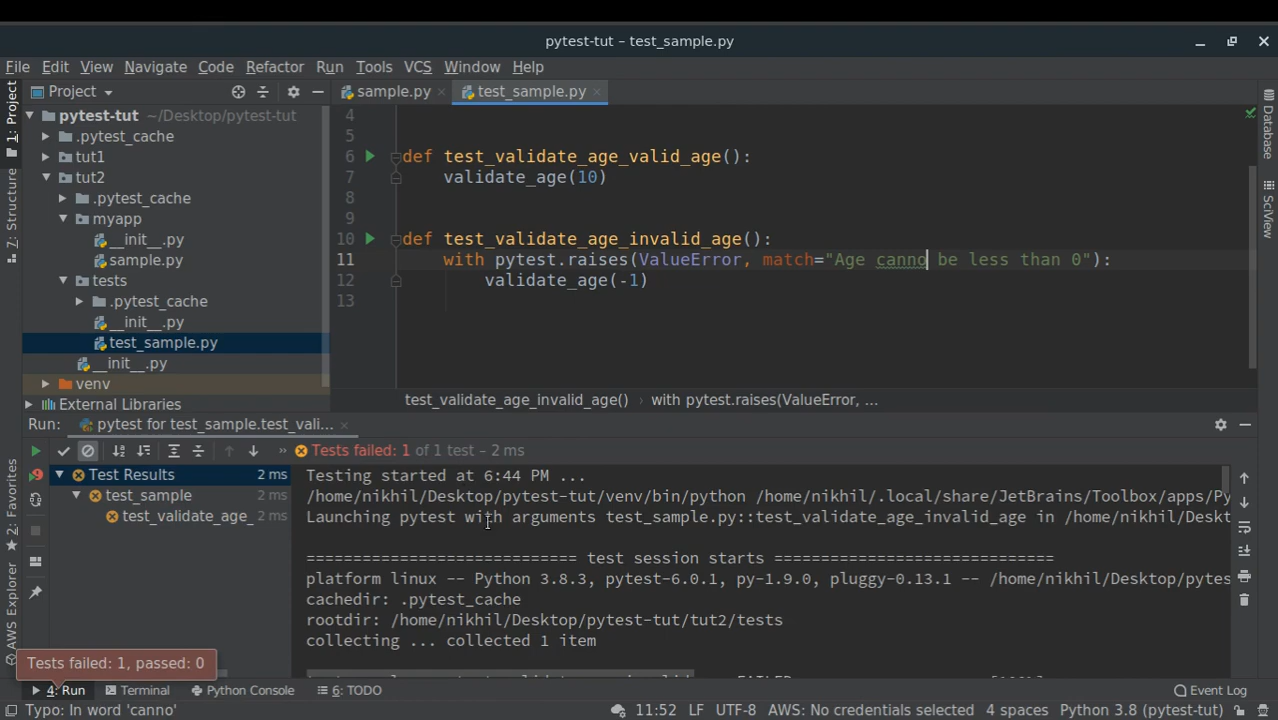 pytest-tut – test_sample.py
File Edit View Navigate Code Refactor Run Tools VCS Window Help
Project
sample.py
test_sample.py
1: Project
7: Structure
2: Favorites
AWS Explorer
Database
SciView
pytest-tut ~/Desktop/pytest-tut
.pytest_cache
tut1
tut2
.pytest_cache
myapp
__init__.py
sample.py
tests
.pytest_cache
__init__.py
test_sample.py
__init__.py
venv
External Libraries
4
5
6 def test_validate_age_valid_age():
7 validate_age(10)
8
9
10 def test_validate_age_invalid_age():
11 with pytest.raises(ValueError, match="Age canno be less than 0"):
12 validate_age(-1)
13
test_validate_age_invalid_age() › with pytest.raises(ValueError, ...
Run: pytest for test_sample.test_vali...
» Tests failed: 1 of 1 test – 2 ms
Test Results 2 ms
test_sample 2 ms
test_validate_age_ 2 ms
Testing started at 6:44 PM ...
/home/nikhil/Desktop/pytest-tut/venv/bin/python /home/nikhil/.local/share/JetBrains/Toolbox/apps/Py
Launching pytest with arguments test_sample.py::test_validate_age_invalid_age in /home/nikhil/Deskt
============================= test session starts ==============================
platform linux -- Python 3.8.3, pytest-6.0.1, py-1.9.0, pluggy-0.13.1 -- /home/nikhil/Desktop/pytes
cachedir: .pytest_cache
rootdir: /home/nikhil/Desktop/pytest-tut/tut2/tests
collecting ... collected 1 item
Tests failed: 1, passed: 0
4: Run Terminal Python Console 6: TODO Event Log
Typo: In word 'canno' 11:52 LF UTF-8 AWS: No credentials selected 4 spaces Python 3.8 (pytest-tut)